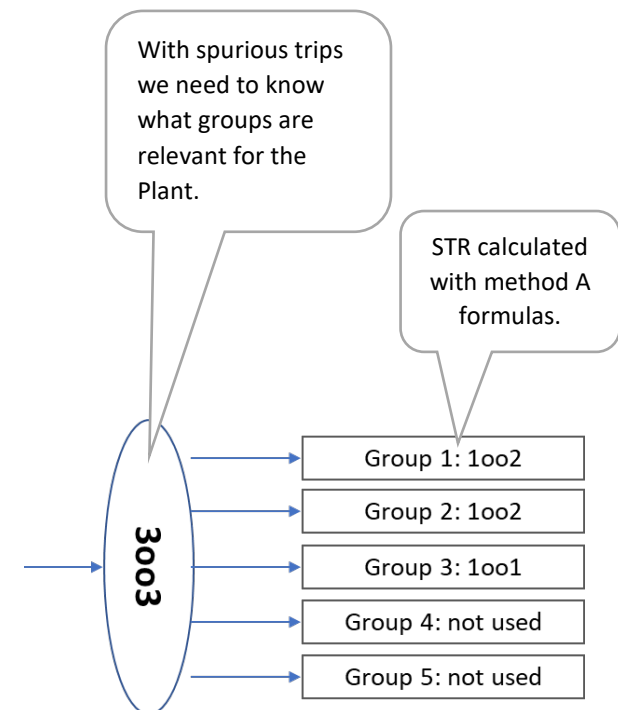 With spurious trips
we need to know
what groups are
relevant for the
Plant.
STR calculated
with method A
formulas.
3oo3
Group 1: 1oo2
Group 2: 1oo2
Group 3: 1oo1
Group 4: not used
Group 5: not used